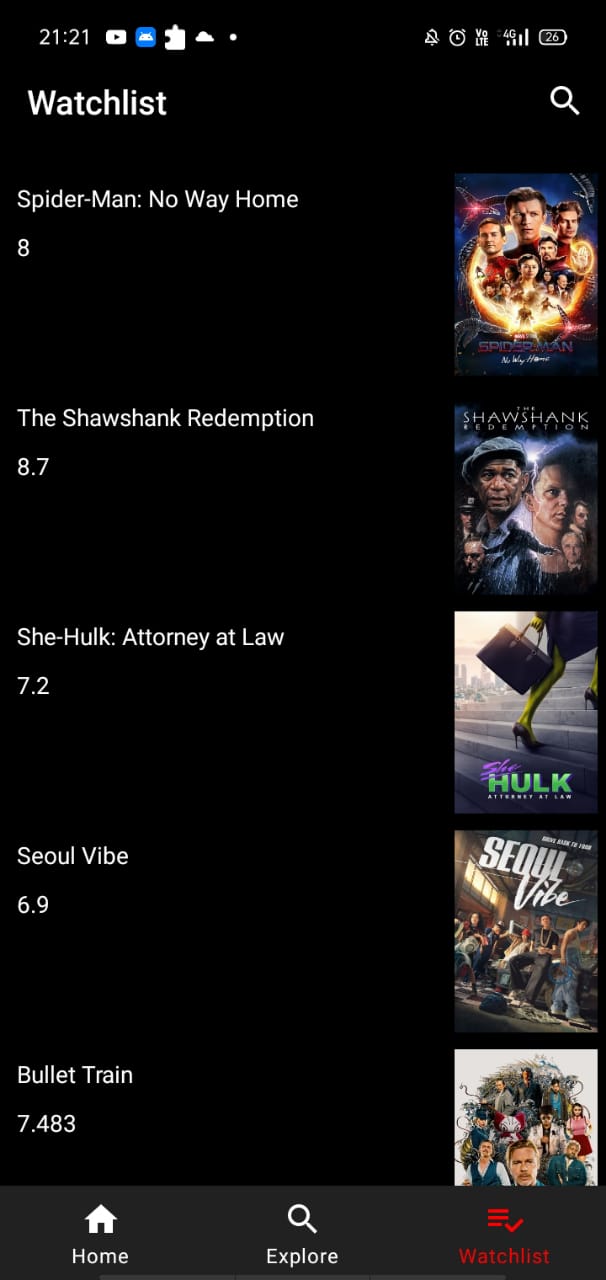 21:21
VO LTE 4G 26
Watchlist
Spider-Man: No Way Home
8
SPIDER-MAN
No Way Home
The Shawshank Redemption
8.7
THE
SHAWSHANK
REDEMPTION
She-Hulk: Attorney at Law
7.2
She
HULK
ATTORNEY AT LAW
Seoul Vibe
6.9
SEOUL
Vibe
Bullet Train
7.483
Home
Explore
Watchlist